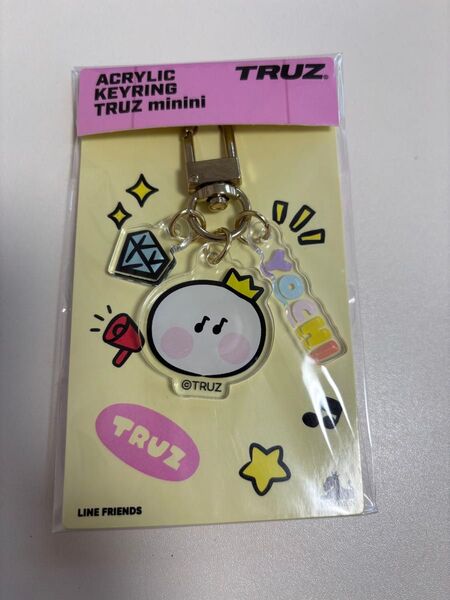 ACRYLIC
KEYRING
TRUZ minini
TRUZ®
YOCHI
©TRUZ
TRUZ
LINE FRIENDS